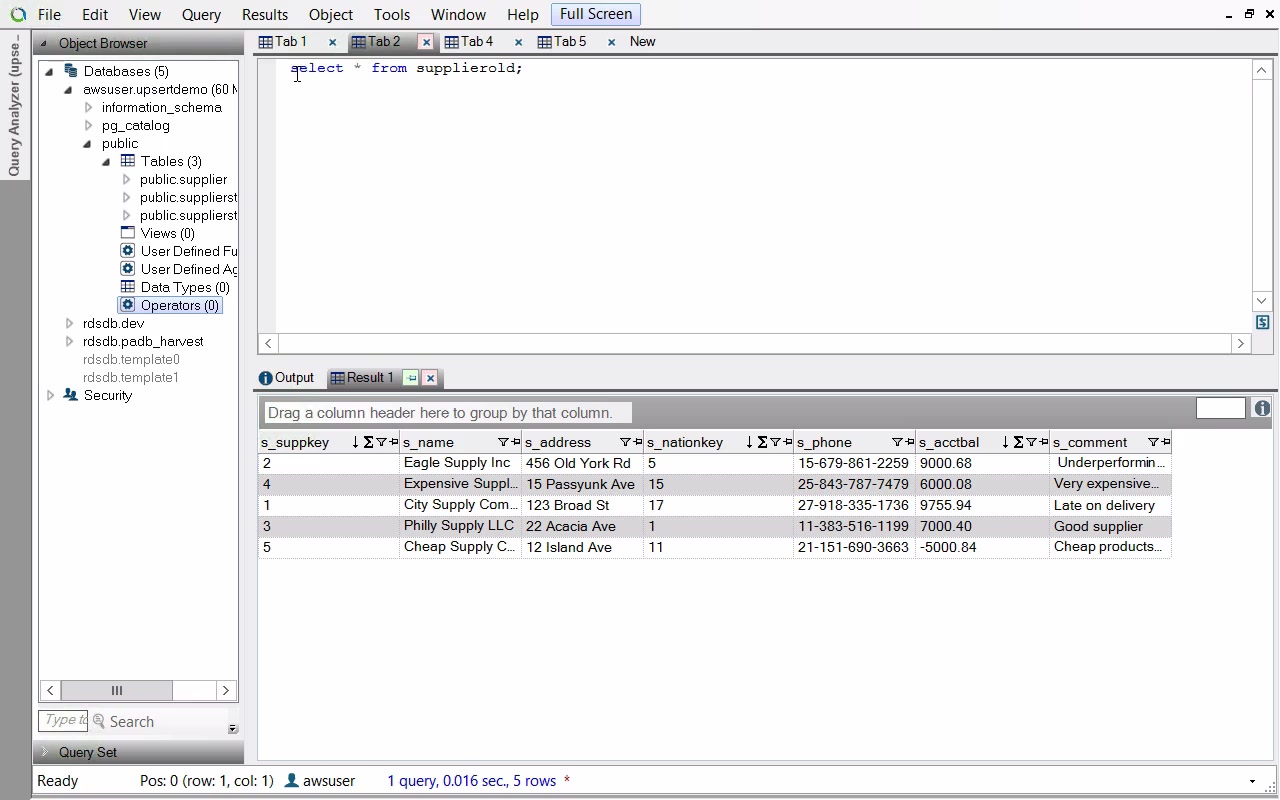 File Edit View Query Results Object Tools Window Help Full Screen
Query Analyzer (upse...
Object Browser
Databases (5)
awsuser.upsertdemo (60 M
information_schema
pg_catalog
public
Tables (3)
public.supplier
public.supplierst
public.supplierst
Views (0)
User Defined Fu
User Defined Ag
Data Types (0)
Operators (0)
rdsdb.dev
rdsdb.padb_harvest
rdsdb.template0
rdsdb.template1
Security
Type to Search
Query Set
Tab 1 Tab 2 Tab 4 Tab 5 New
select * from supplierold;
Output Result 1
Drag a column header here to group by that column.
s_suppkey s_name s_address s_nationkey s_phone s_acctbal s_comment
2 Eagle Supply Inc 456 Old York Rd 5 15-679-861-2259 9000.68 Underperformin...
4 Expensive Suppl... 15 Passyunk Ave 15 25-843-787-7479 6000.08 Very expensive...
1 City Supply Com... 123 Broad St 17 27-918-335-1736 9755.94 Late on delivery
3 Philly Supply LLC 22 Acacia Ave 1 11-383-516-1199 7000.40 Good supplier
5 Cheap Supply C... 12 Island Ave 11 21-151-690-3663 -5000.84 Cheap products...
Ready Pos: 0 (row: 1, col: 1) awsuser 1 query, 0.016 sec., 5 rows *